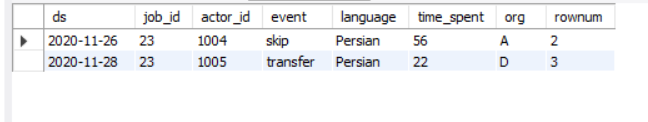 ds job_id actor_id event language time_spent org rownum
2020-11-26 23 1004 skip Persian 56 A 2
2020-11-28 23 1005 transfer Persian 22 D 3